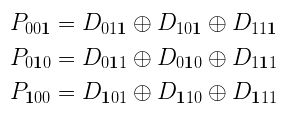 P₀₀₁ = D₀₁₁ ⊕ D₁₀₁ ⊕ D₁₁₁
P₀₁₀ = D₀₁₁ ⊕ D₀₁₀ ⊕ D₁₁₁
P₁₀₀ = D₁₀₁ ⊕ D₁₁₀ ⊕ D₁₁₁